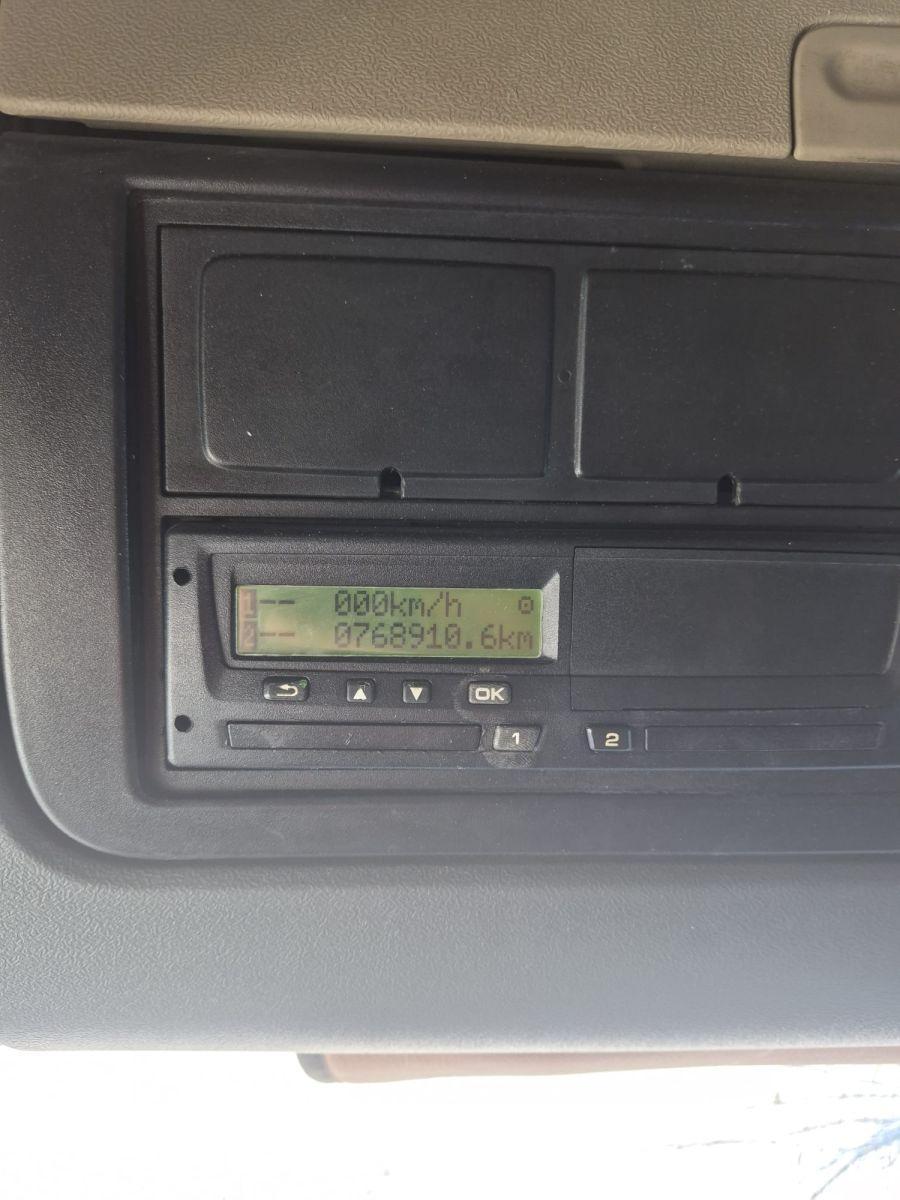 1-- 000km/h ⊙
2-- 0768910.6km
OK
1 2